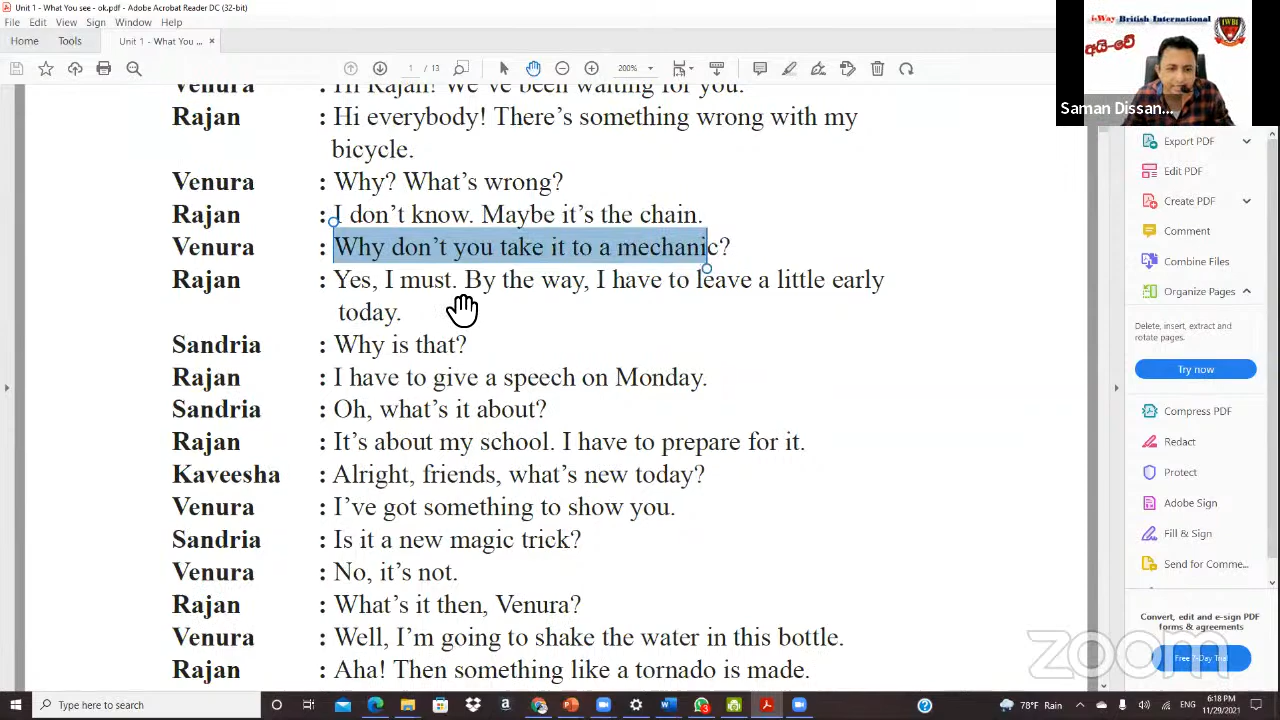 Unit 1 - What You see - ok.pdf - Adobe Acrobat Reader DC (32-bit)
File Edit View Sign Window Help
Home Tools Unit 1 - What You ... ×
/ 13 200%
i-Way British International
අයි-වේ
IWBI
Saman Dissan...
Venura : Hi Rajan! We’ve been waiting for you.
Rajan : Hi everybody! There’s something wrong with my
bicycle.
Venura : Why? What’s wrong?
Rajan : I don’t know. Maybe it’s the chain.
Venura : Why don’t you take it to a mechanic?
Rajan : Yes, I must. By the way, I have to leave a little early
today.
Sandria : Why is that?
Rajan : I have to give a speech on Monday.
Sandria : Oh, what’s it about?
Rajan : It’s about my school. I have to prepare for it.
Kaveesha : Alright, friends, what’s new today?
Venura : I’ve got something to show you.
Sandria : Is it a new magic trick?
Venura : No, it’s not.
Rajan : What’s it then, Venura?
Venura : Well, I’m going to shake the water in this bottle.
Rajan : Aha! Then something like a tornado is made.
Export PDF
Edit PDF
Create PDF
Comment
Combine Files
Organize Pages
Delete, insert, extract and
rotate pages.
Try now
Compress PDF
Redact
Protect
Adobe Sign
Fill & Sign
Send for Comme...
Convert, edit and e-sign PDF
forms & agreements
Free 7-Day Trial
zoom
Type here to search
3
78°F Rain
6:18 PM
11/29/2021